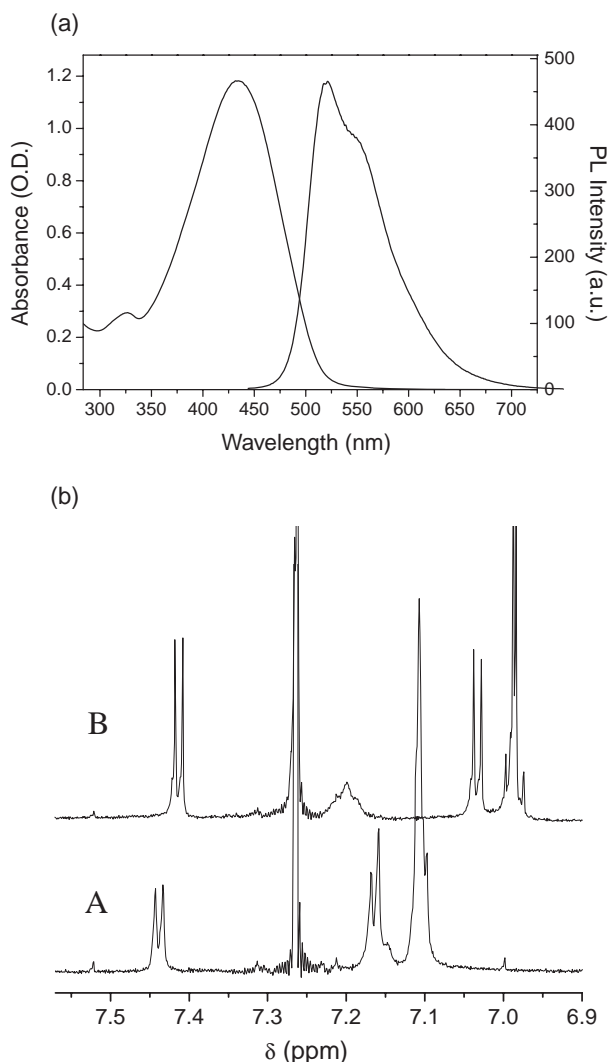 (a)
Absorbance (O.D.)
1.2
1.0
0.8
0.6
0.4
0.2
0.0
500
400
300
200
100
0
PL Intensity (a.u.)
300 350 400 450 500 550 600 650 700
Wavelength (nm)
(b)
B
A
7.5 7.4 7.3 7.2 7.1 7.0 6.9
δ (ppm)